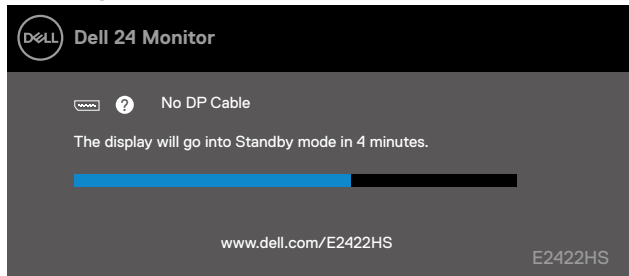 DELL Dell 24 Monitor
? No DP Cable
The display will go into Standby mode in 4 minutes.
www.dell.com/E2422HS
E2422HS